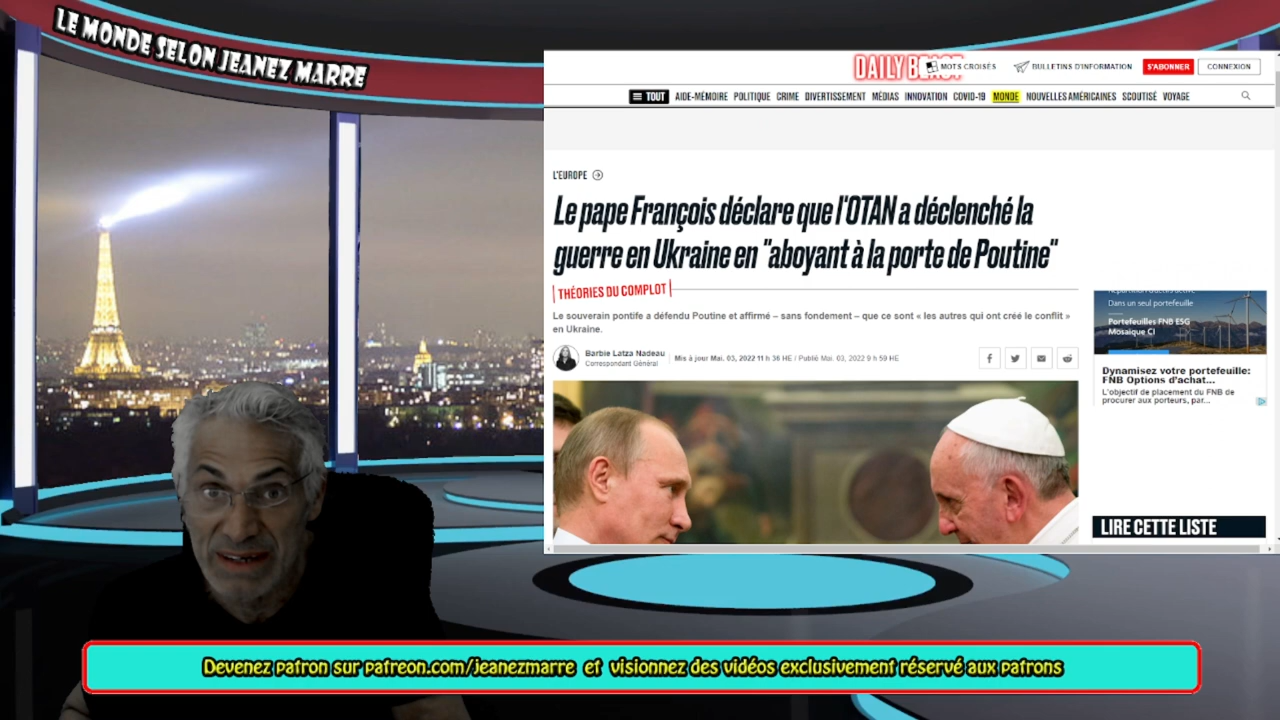 LE MONDE SELON JEANEZ MARRE
DAILY B
MOTS CROISÉS
BULLETINS D'INFORMATION
S'ABONNER
CONNEXION
TOUT AIDE-MÉMOIRE POLITIQUE CRIME DIVERTISSEMENT MÉDIAS INNOVATION COVID-19 MONDE NOUVELLES AMÉRICAINES SCOUTISÉ VOYAGE
L'EUROPE
Le pape François déclare que l'OTAN a déclenché la
guerre en Ukraine en "aboyant à la porte de Poutine"
THÉORIES DU COMPLOT
Le souverain pontife a défendu Poutine et affirmé – sans fondement – que ce sont « les autres qui ont créé le conflit »
en Ukraine.
Barbie Latza Nadeau
Correspondant Général
Mis à jour Mai. 03, 2022 11 h 36 HE / Publié Mai. 03, 2022 9 h 59 HE
Dans un seul portefeuille
Portefeuilles FNB ESG
Mosaïque CI
Dynamisez votre portefeuille:
FNB Options d'achat...
L'objectif de placement du FNB de
procurer aux porteurs, par...
LIRE CETTE LISTE
Devenez patron sur patreon.com/jeanezmarre et visionnez des vidéos exclusivement réservé aux patrons